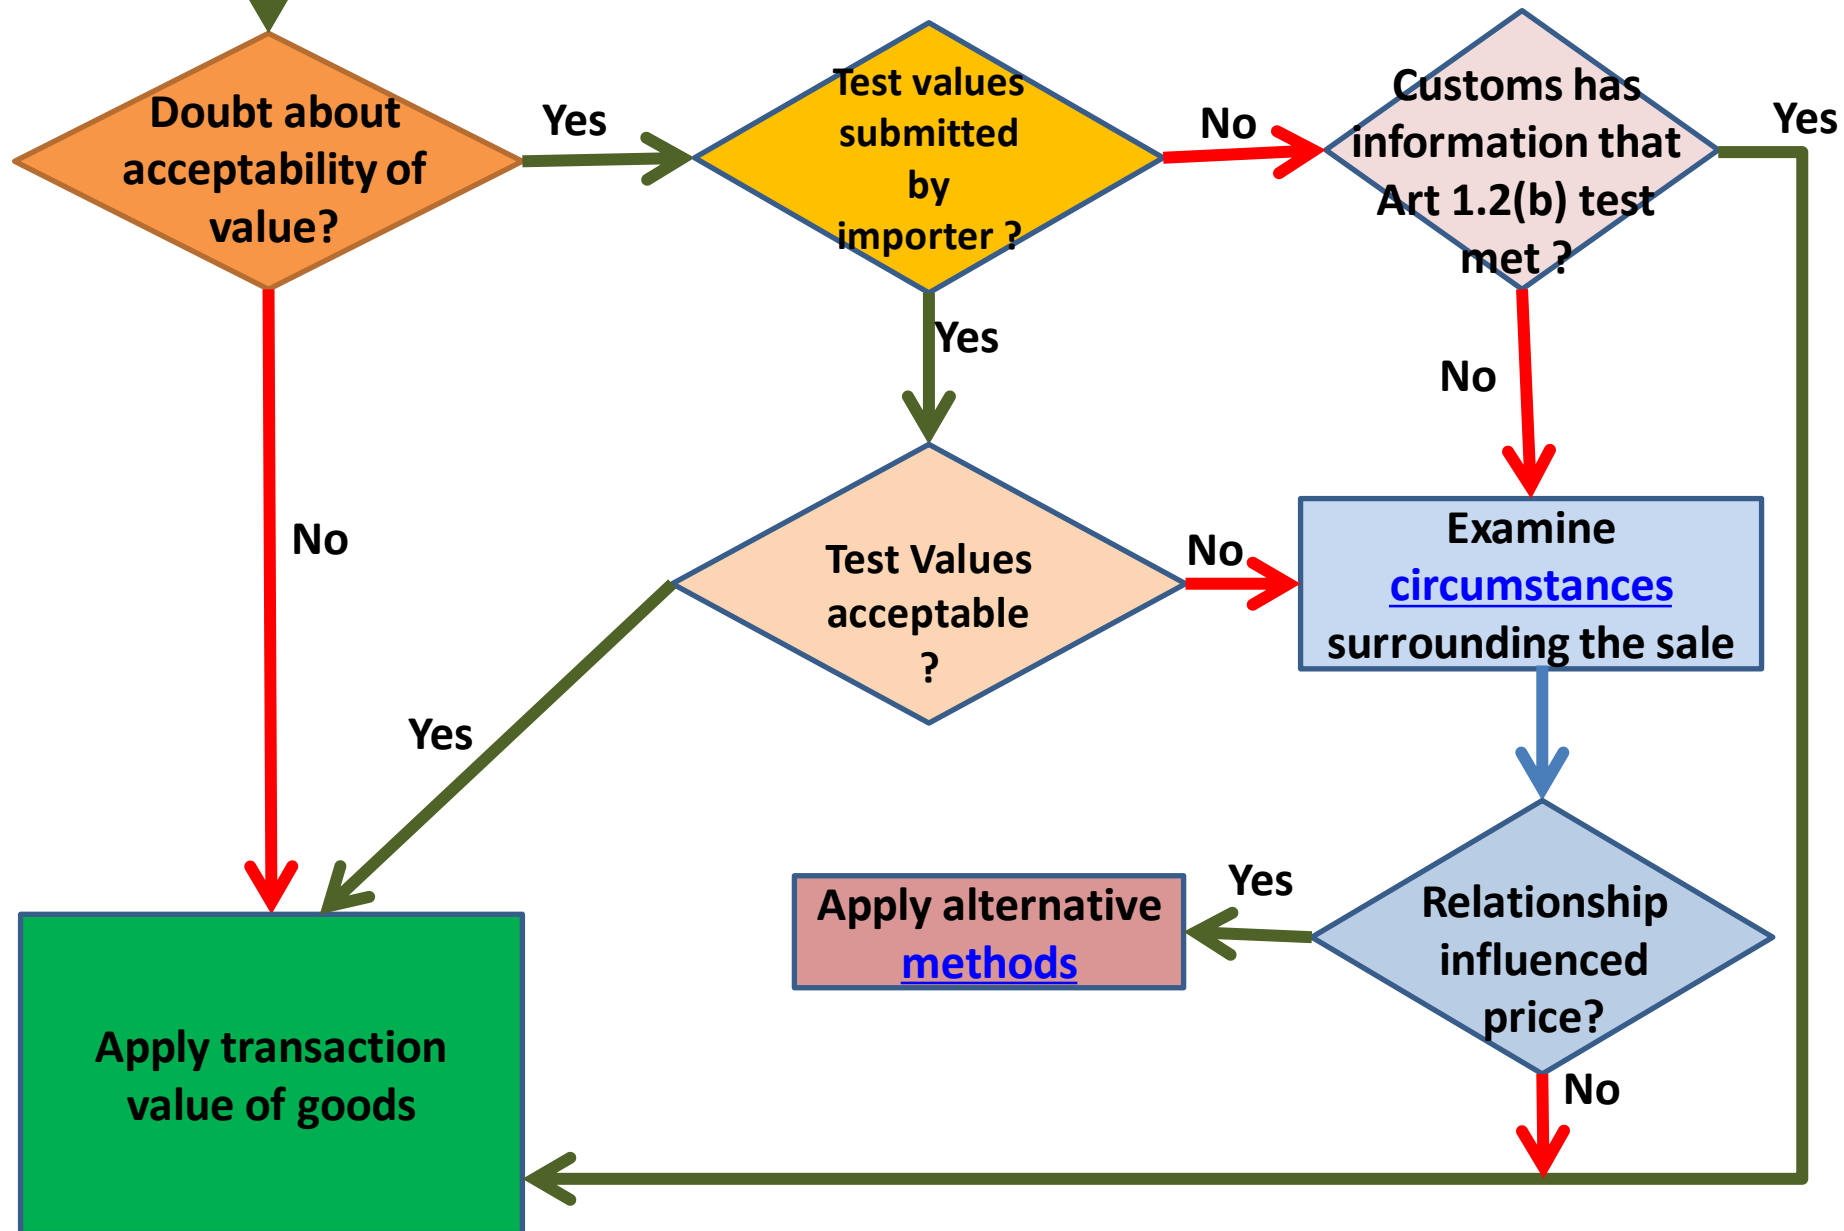 Doubt about
acceptability of
value?
Yes
Test values
submitted
by
importer ?
No
Customs has
information that
Art 1.2(b) test
met ?
Yes
Yes
No
No
Test Values
acceptable
?
No
Examine
circumstances
surrounding the sale
Yes
Apply alternative
methods
Yes
Relationship
influenced
price?
No
Apply transaction
value of goods